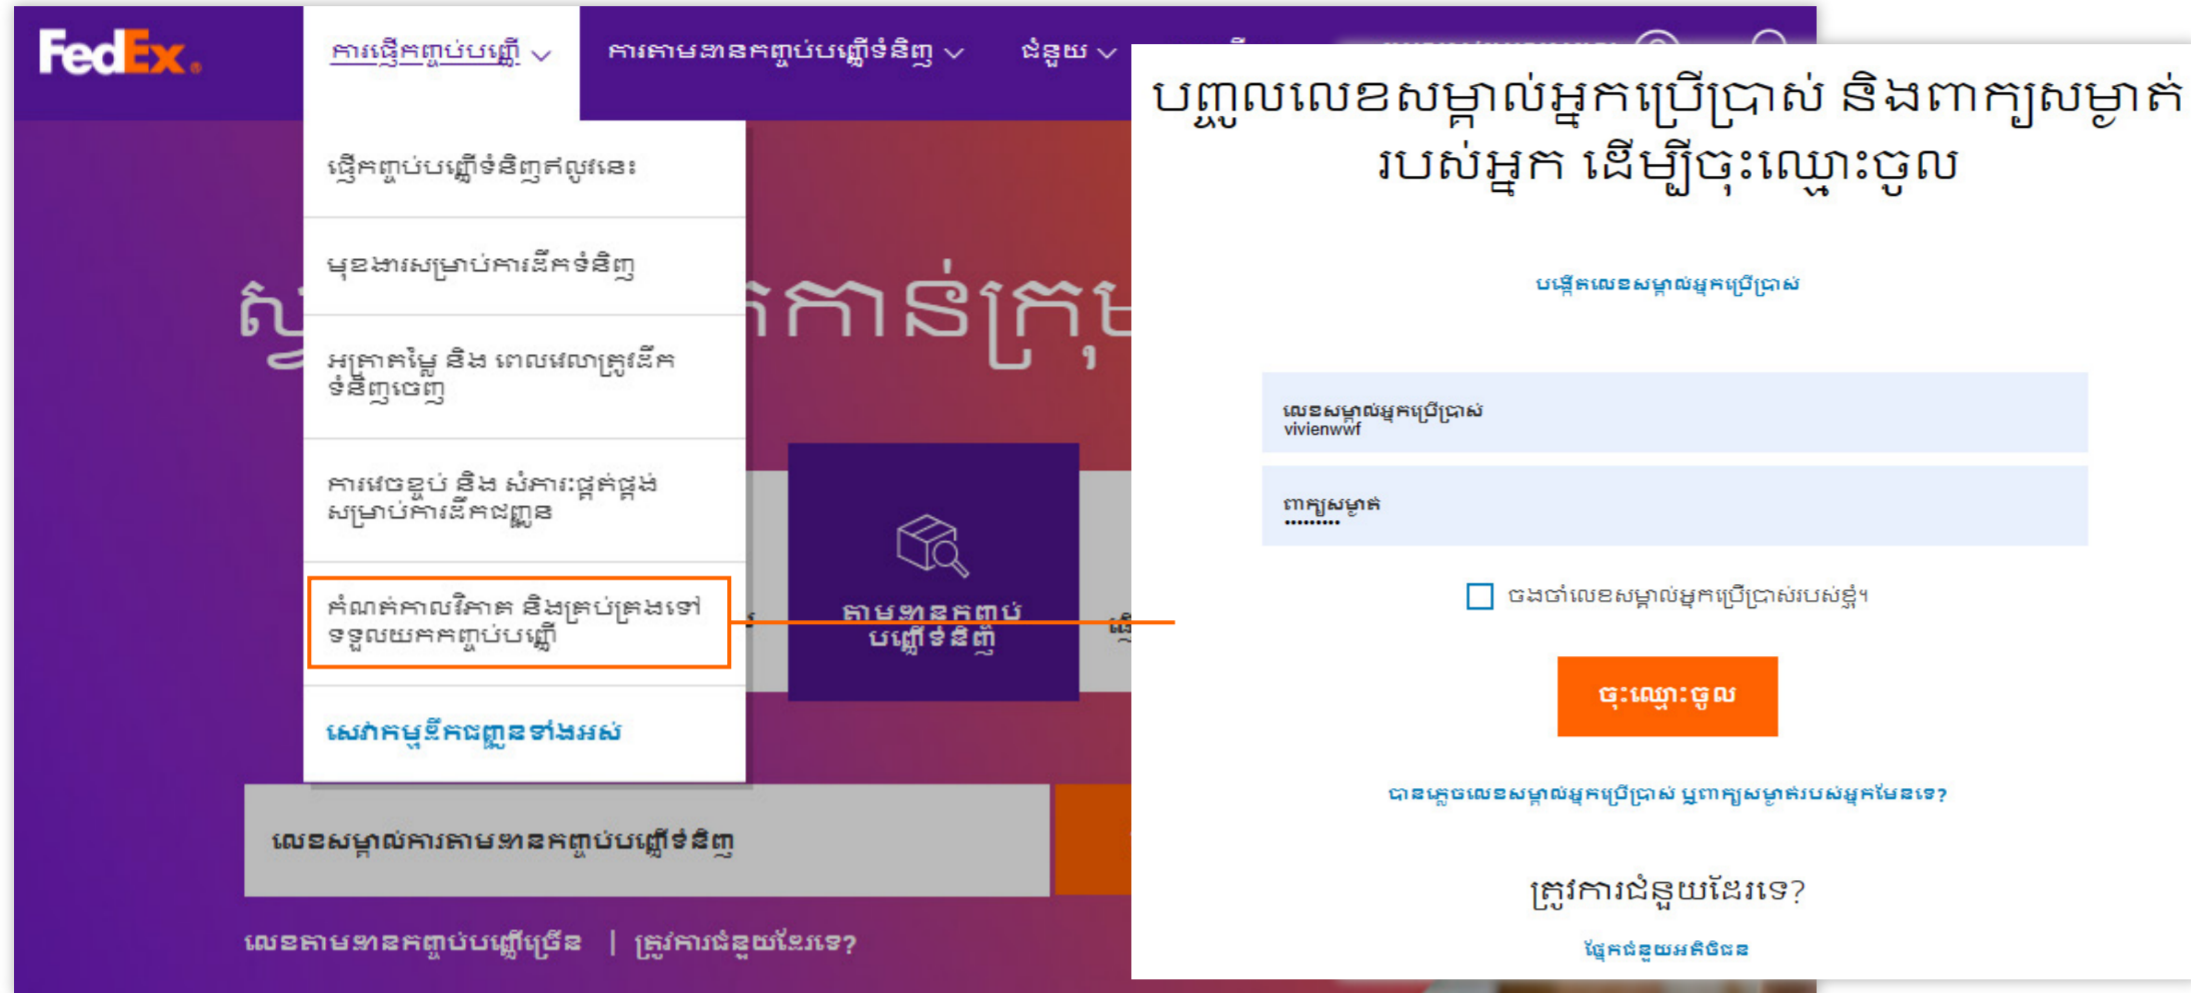 FedEx.
ការផ្ញើកញ្ចប់បញ្ញើ
ការតាមដានកញ្ចប់បញ្ញើទំនិញ
ជំនួយ
ផ្ញើកញ្ចប់បញ្ញើទំនិញឥលូវនេះ
មុខងារសម្រាប់ការដឹកទំនិញ
អត្រាតម្លៃ និង ពេលវេលាត្រូវដឹក
ទំនិញចេញ
ការវេចខ្ចប់ និង សំភារៈផ្គត់ផ្គង់
សម្រាប់ការដឹកជញ្ជូន
កំណត់កាលវិភាគ និងគ្រប់គ្រងទៅ
ទទួលយកកញ្ចប់បញ្ញើ
សេវាកម្មដឹកជញ្ជូនទាំងអស់
តាមដានកញ្ចប់
បញ្ញើទំនិញ
លេខសម្គាល់ការតាមដានកញ្ចប់បញ្ញើទំនិញ
លេខតាមដានកញ្ចប់បញ្ញើច្រើន | ត្រូវការជំនួយដែរទេ?
បញ្ចូលលេខសម្គាល់អ្នកប្រើប្រាស់ និងពាក្យសម្ងាត់
របស់អ្នក ដើម្បីចុះឈ្មោះចូល
បង្កើតលេខសម្គាល់អ្នកប្រើប្រាស់
លេខសម្គាល់អ្នកប្រើប្រាស់
vivienwwf
ពាក្យសម្ងាត់
•••••••••
ចងចាំលេខសម្គាល់អ្នកប្រើប្រាស់របស់ខ្ញុំ។
ចុះឈ្មោះចូល
បានភ្លេចលេខសម្គាល់អ្នកប្រើប្រាស់ ឬពាក្យសម្ងាត់របស់អ្នកមែនទេ?
ត្រូវការជំនួយដែរទេ?
ផ្នែកជំនួយអតិថិជន